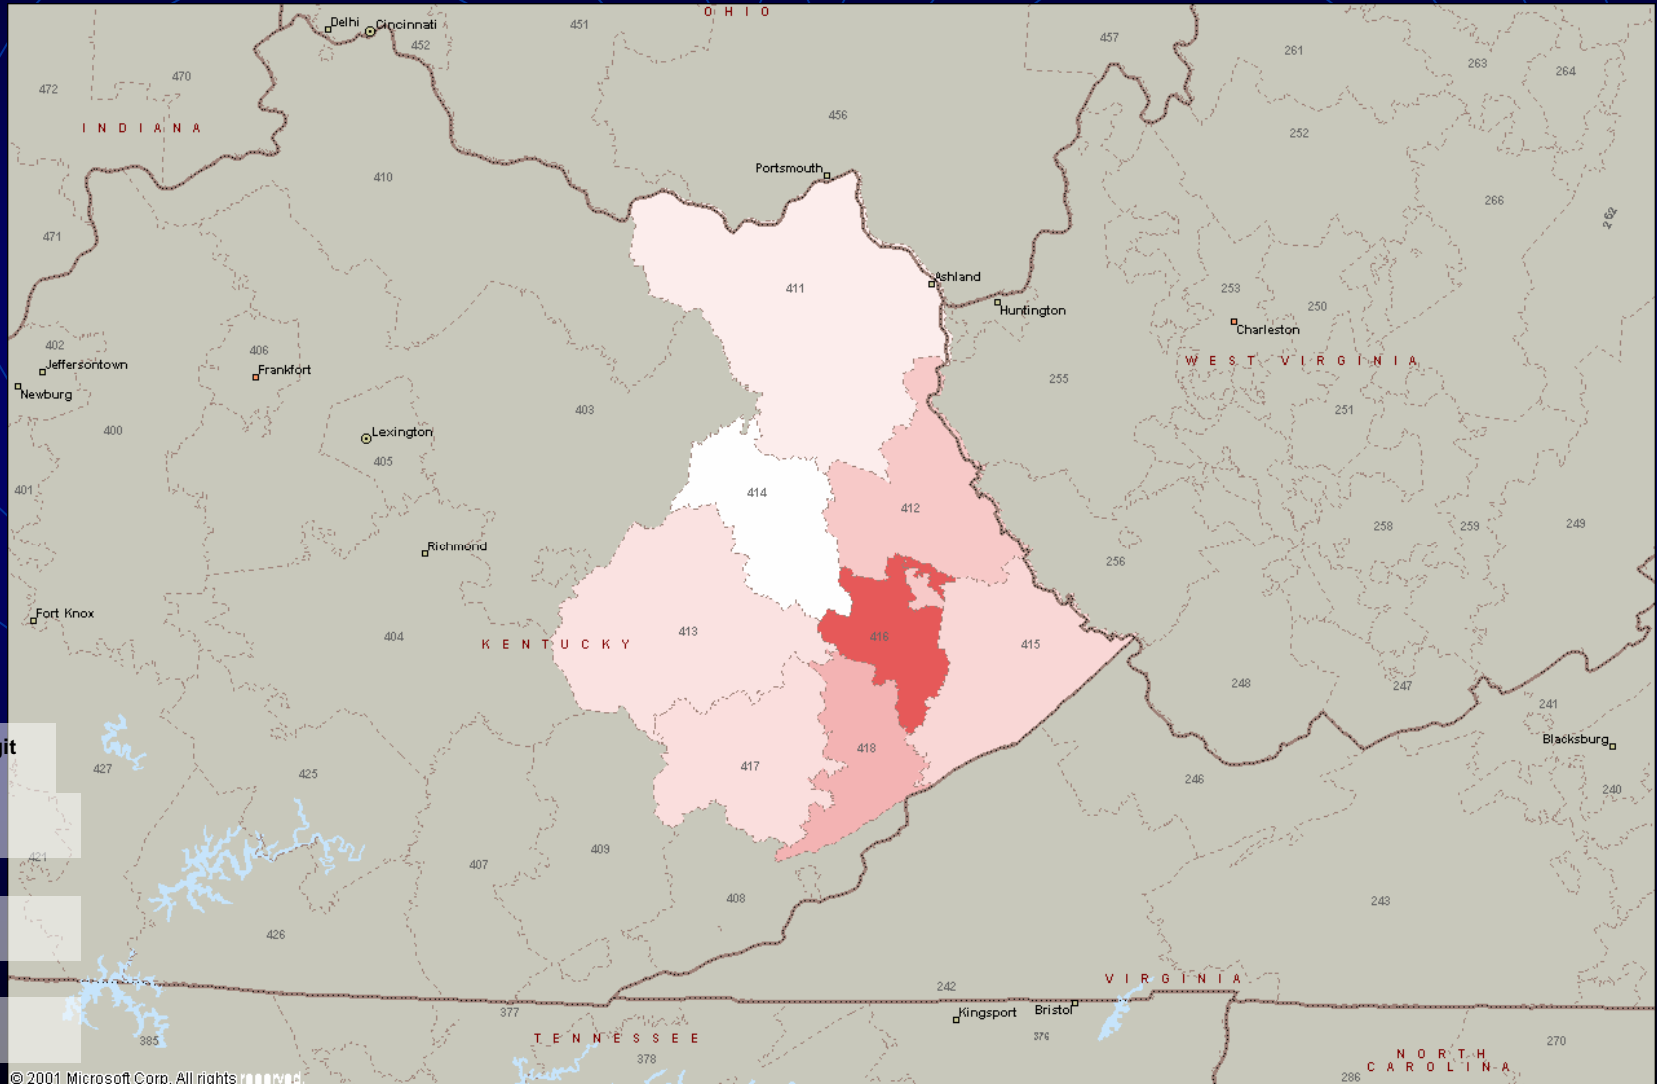 OHIO
Delhi
Cincinnati
451
452
457
261
263
264
472
470
INDIANA
456
252
Portsmouth
410
266
262
471
411
Ashland
253
250
Huntington
Charleston
402
Jeffersontown
406
Frankfort
WEST VIRGINIA
Newburg
255
403
251
400
Lexington
405
401
414
412
258
259
249
Richmond
256
Fort Knox
404
KENTUCKY
413
416
415
248
247
241
git
427
425
417
418
246
Blacksburg
240
421
407
409
408
243
426
VIRGINIA
242
377
Kingsport
Bristol
376
385
TENNESSEE
378
270
NORTH
CAROLINA
286
© 2001 Microsoft Corp. All rights reserved.